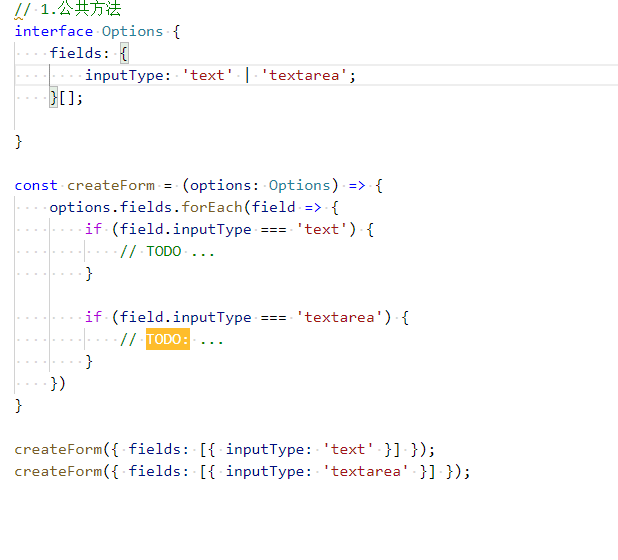 // 1.公共方法
interface Options {
    fields: {
        inputType: 'text' | 'textarea';
    }[];
}
const createForm = (options: Options) => {
    options.fields.forEach(field => {
        if (field.inputType === 'text') {
            // TODO ...
        }
        if (field.inputType === 'textarea') {
            // TODO: ...
        }
    })
}
createForm({ fields: [{ inputType: 'text' }] });
createForm({ fields: [{ inputType: 'textarea' }] });